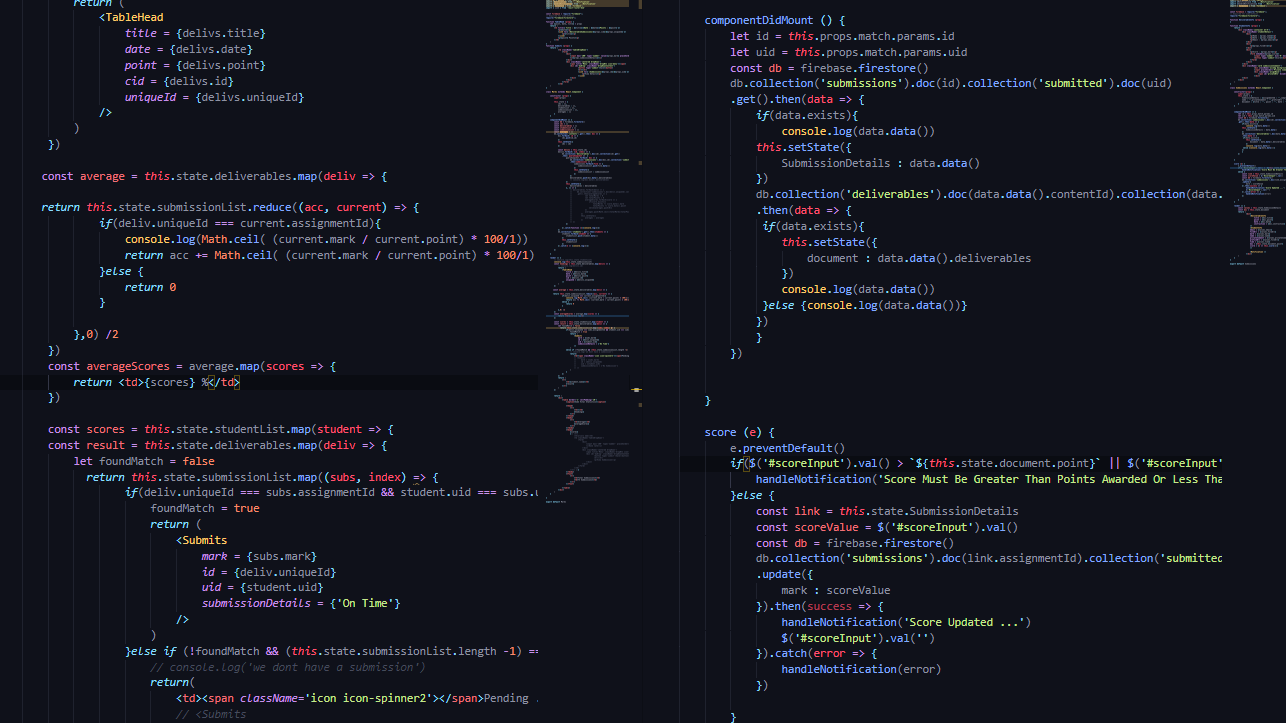 return (
<TableHead
title = {delivs.title}
date = {delivs.date}
point = {delivs.point}
cid = {delivs.id}
uniqueId = {delivs.uniqueId}
/>
)
})
const average = this.state.deliverables.map(deliv => {
return this.state.submissionList.reduce((acc, current) => {
if(deliv.uniqueId === current.assignmentId){
console.log(Math.ceil( (current.mark / current.point) * 100/1))
return acc += Math.ceil( (current.mark / current.point) * 100/1)
}else {
return 0
}
},0) /2
})
const averageScores = average.map(scores => {
return <td>{scores} %</td>
})
const scores = this.state.studentList.map(student => {
const result = this.state.deliverables.map(deliv => {
let foundMatch = false
return this.state.submissionList.map((subs, index) => {
if(deliv.uniqueId === subs.assignmentId && student.uid === subs.
foundMatch = true
return (
<Submits
mark = {subs.mark}
id = {deliv.uniqueId}
uid = {student.uid}
submissionDetails = {'On Time'}
/>
)
}else if (!foundMatch && (this.state.submissionList.length -1) ==
// console.log('we dont have a submission')
return(
<td><span className='icon icon-spinner2'></span>Pending .
// <Submits
componentDidMount () {
let id = this.props.match.params.id
let uid = this.props.match.params.uid
const db = firebase.firestore()
db.collection('submissions').doc(id).collection('submitted').doc(uid)
.get().then(data => {
if(data.exists){
console.log(data.data())
this.setState({
SubmissionDetails : data.data()
})
db.collection('deliverables').doc(data.data().contentId).collection(data.
.then(data => {
if(data.exists){
this.setState({
document : data.data().deliverables
})
console.log(data.data())
}else {console.log(data.data())}
})
}
})
}
score (e) {
e.preventDefault()
if($('#scoreInput').val() > `${this.state.document.point}` || $('#scoreInput'
handleNotification('Score Must Be Greater Than Points Awarded Or Less Tha
}else {
const link = this.state.SubmissionDetails
const scoreValue = $('#scoreInput').val()
const db = firebase.firestore()
db.collection('submissions').doc(link.assignmentId).collection('submitted
.update({
mark : scoreValue
}).then(success => {
handleNotification('Score Updated ...')
$('#scoreInput').val('')
}).catch(error => {
handleNotification(error)
})
}